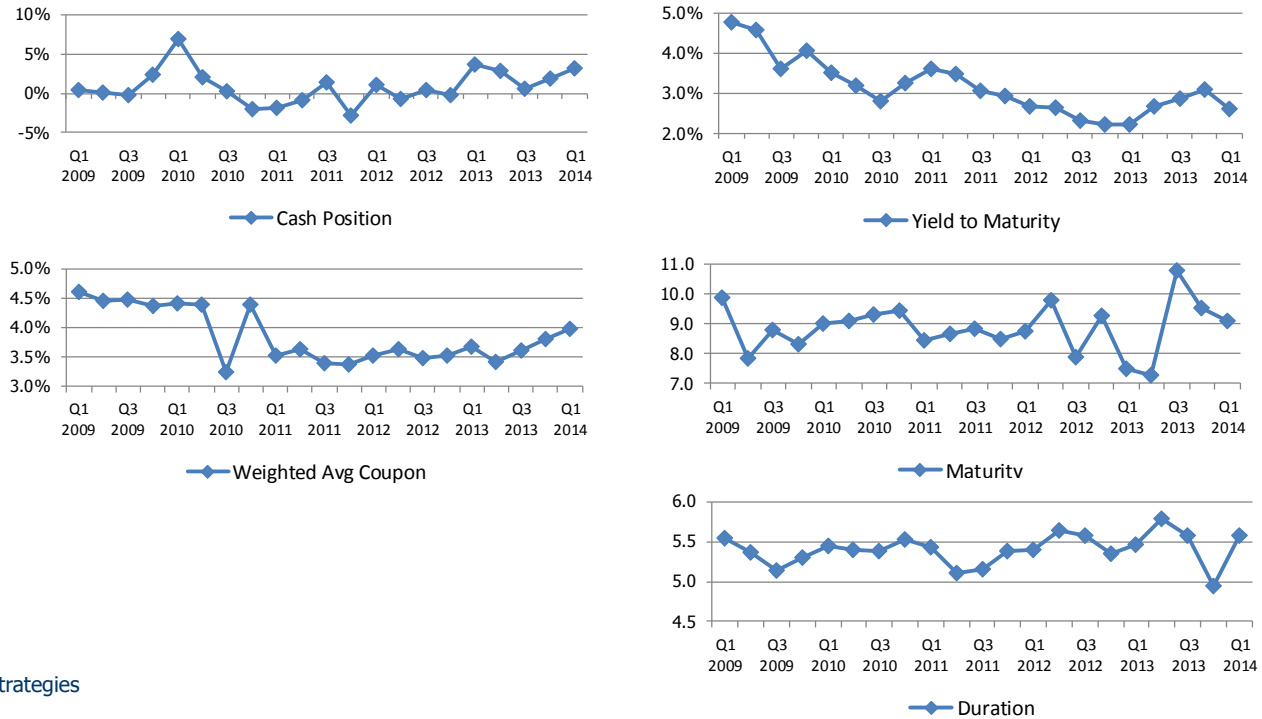 10%
5%
0%
-5%
Q1 Q3 Q1 Q3 Q1 Q3 Q1 Q3 Q1 Q3 Q1
2009 2009 2010 2010 2011 2011 2012 2012 2013 2013 2014
Cash Position
5.0%
4.0%
3.0%
2.0%
Q1 Q3 Q1 Q3 Q1 Q3 Q1 Q3 Q1 Q3 Q1
2009 2009 2010 2010 2011 2011 2012 2012 2013 2013 2014
Yield to Maturity
5.0%
4.5%
4.0%
3.5%
3.0%
Q1 Q3 Q1 Q3 Q1 Q3 Q1 Q3 Q1 Q3 Q1
2009 2009 2010 2010 2011 2011 2012 2012 2013 2013 2014
Weighted Avg Coupon
11.0
10.0
9.0
8.0
7.0
Q1 Q3 Q1 Q3 Q1 Q3 Q1 Q3 Q1 Q3 Q1
2009 2009 2010 2010 2011 2011 2012 2012 2013 2013 2014
Maturity
6.0
5.5
5.0
4.5
Q1 Q3 Q1 Q3 Q1 Q3 Q1 Q3 Q1 Q3 Q1
2009 2009 2010 2010 2011 2011 2012 2012 2013 2013 2014
Duration
trategies